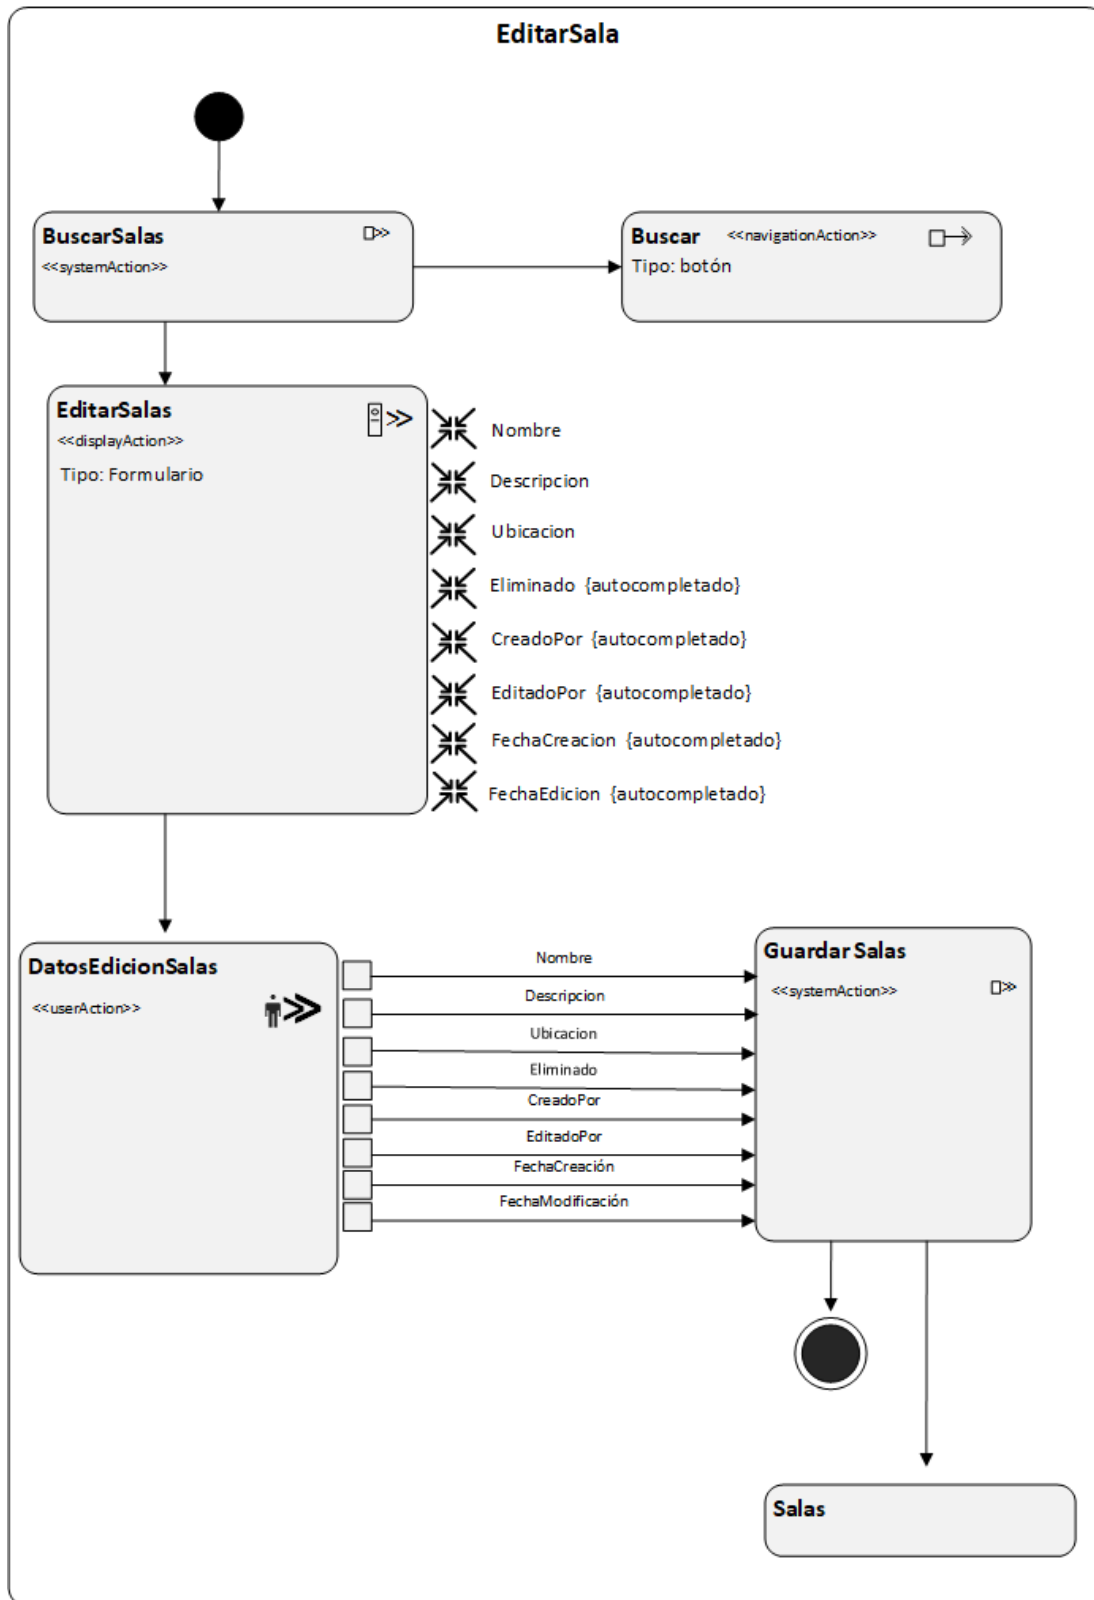 EditarSala
BuscarSalas
<<systemAction>>
Buscar <<navigationAction>>
Tipo: botón
EditarSalas
<<displayAction>>
Tipo: Formulario
Nombre
Descripcion
Ubicacion
Eliminado {autocompletado}
CreadoPor {autocompletado}
EditadoPor {autocompletado}
FechaCreacion {autocompletado}
FechaEdicion {autocompletado}
DatosEdicionSalas
<<userAction>>
Nombre
Descripcion
Ubicacion
Eliminado
CreadoPor
EditadoPor
FechaCreación
FechaModificación
Guardar Salas
<<systemAction>>
Salas